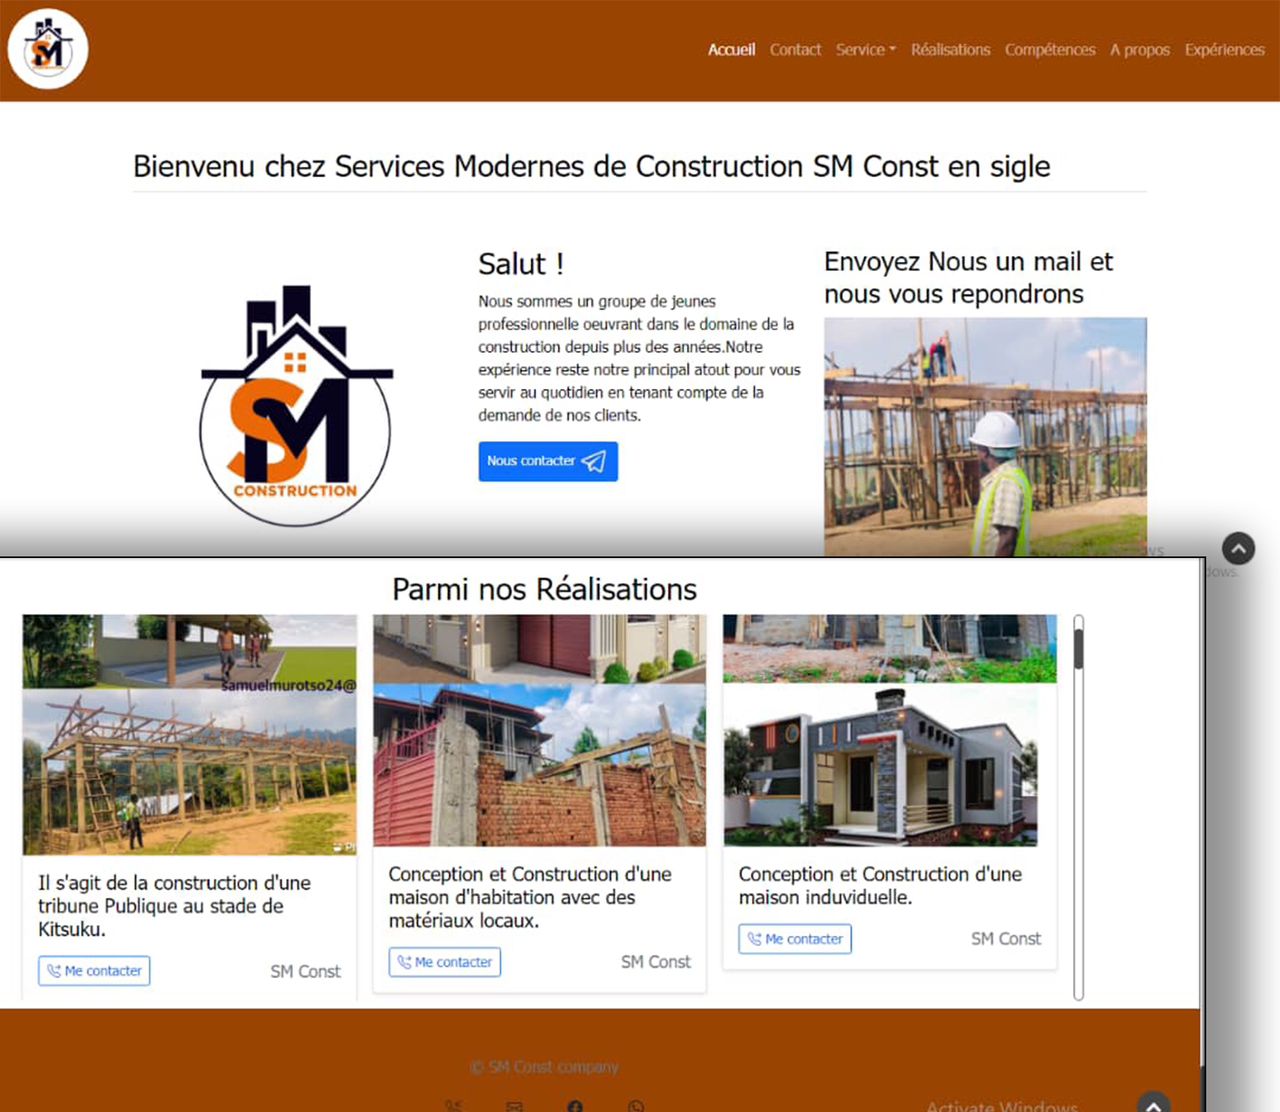 SM
CONSTRUCTION
Accueil Contact Service Réalisations Compétences A propos Expériences
Bienvenu chez Services Modernes de Construction SM Const en sigle
SM
CONSTRUCTION
Salut !
Nous sommes un groupe de jeunes
professionnelle oeuvrant dans le domaine de la
construction depuis plus des années.Notre
expérience reste notre principal atout pour vous
servir au quotidien en tenant compte de la
demande de nos clients.
Nous contacter
Envoyez Nous un mail et
nous vous repondrons
Parmi nos Réalisations
samuelmurotso24@
Il s'agit de la construction d'une
tribune Publique au stade de
Kitsuku.
Me contacter SM Const
Conception et Construction d'une
maison d'habitation avec des
matériaux locaux.
Me contacter SM Const
Conception et Construction d'une
maison induviduelle.
Me contacter SM Const
© SM Const company
Activate Windows